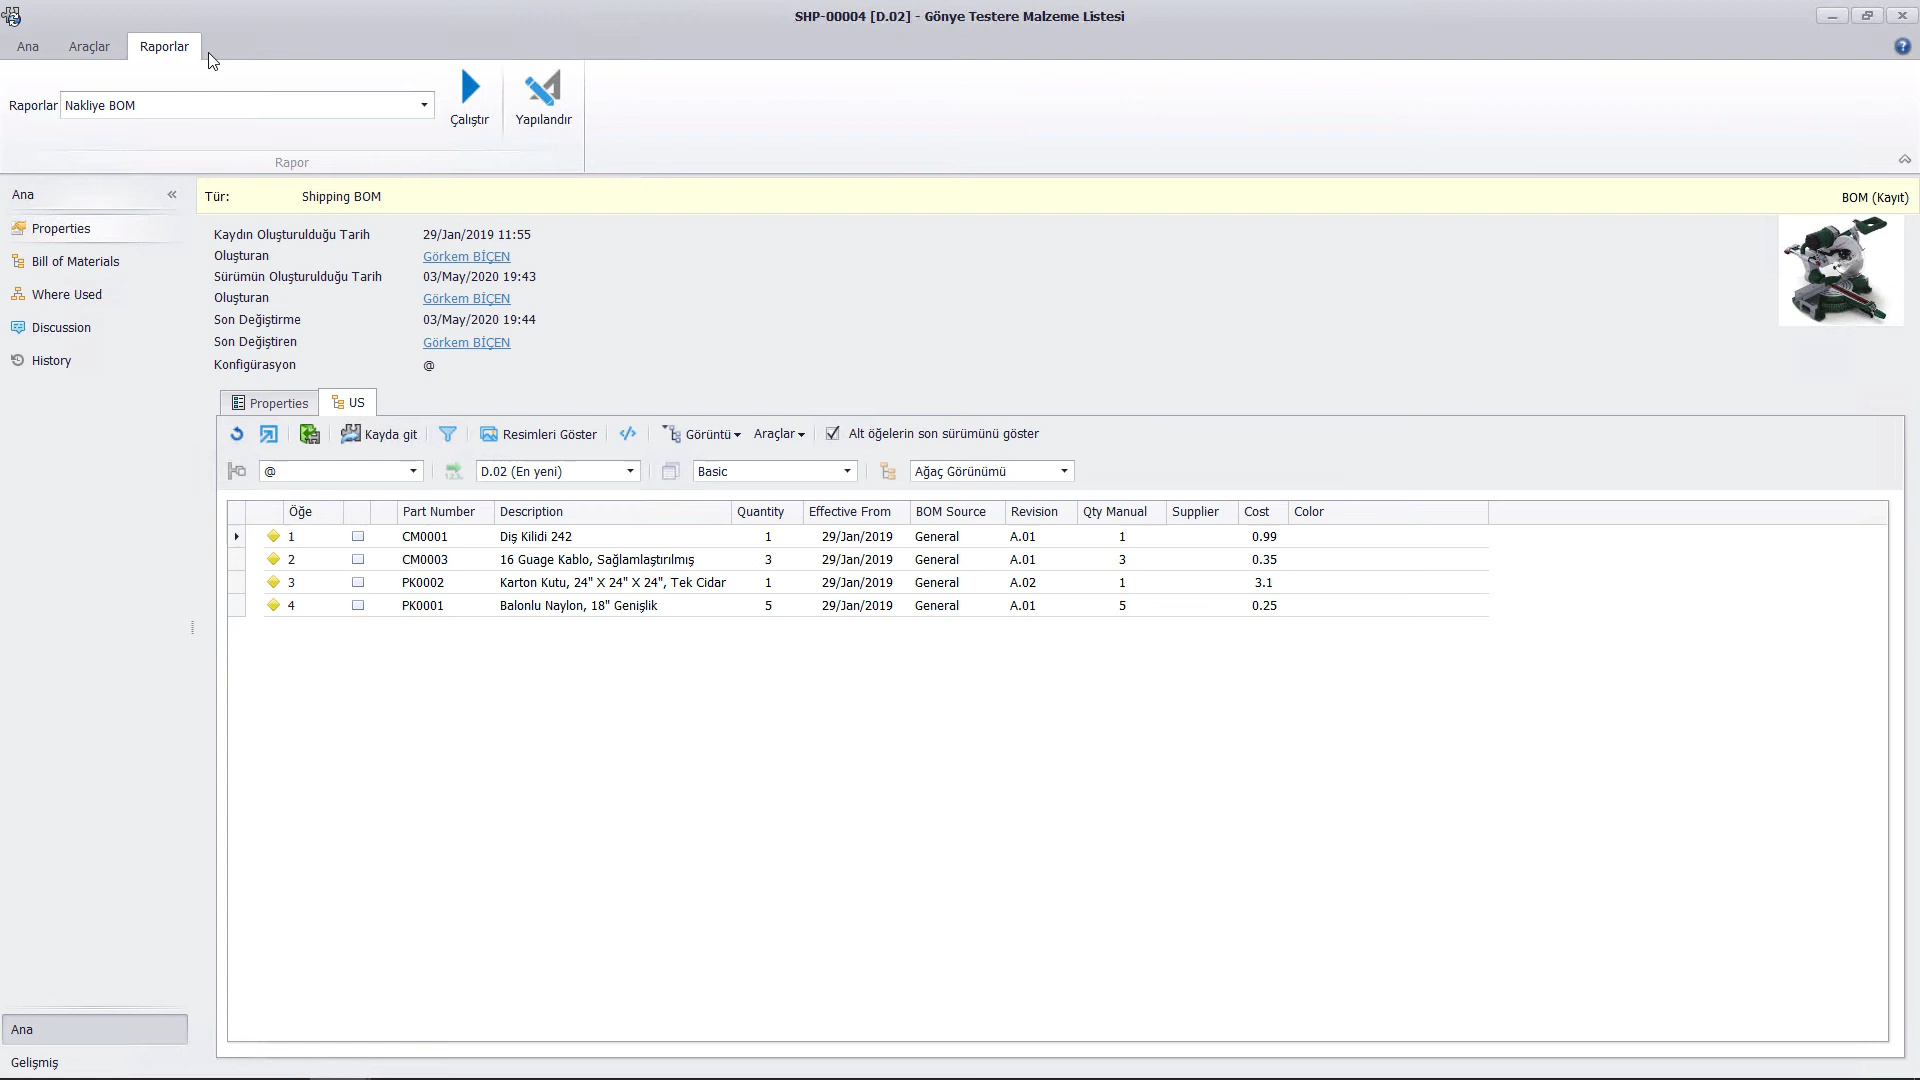 SHP-00004 [D.02] - Gönye Testere Malzeme Listesi
Ana Araçlar Raporlar
Raporlar Nakliye BOM
Çalıştır Yapılandır
Rapor
Ana
Properties
Bill of Materials
Where Used
Discussion
History
Tür: Shipping BOM BOM (Kayıt)
Kaydın Oluşturulduğu Tarih 29/Jan/2019 11:55
Oluşturan Görkem BİÇEN
Sürümün Oluşturulduğu Tarih 03/May/2020 19:43
Oluşturan Görkem BİÇEN
Son Değiştirme 03/May/2020 19:44
Son Değiştiren Görkem BİÇEN
Konfigürasyon @
Properties US
Kayda git Resimleri Göster Görüntü Araçlar Alt öğelerin son sürümünü göster
@ D.02 (En yeni) Basic Ağaç Görünümü
Öğe Part Number Description Quantity Effective From BOM Source Revision Qty Manual Supplier Cost Color
1 CM0001 Diş Kilidi 242 1 29/Jan/2019 General A.01 1 0.99
2 CM0003 16 Guage Kablo, Sağlamlaştırılmış 3 29/Jan/2019 General A.01 3 0.35
3 PK0002 Karton Kutu, 24" X 24" X 24", Tek Cidar 1 29/Jan/2019 General A.02 1 3.1
4 PK0001 Balonlu Naylon, 18" Genişlik 5 29/Jan/2019 General A.01 5 0.25
Ana
Gelişmiş